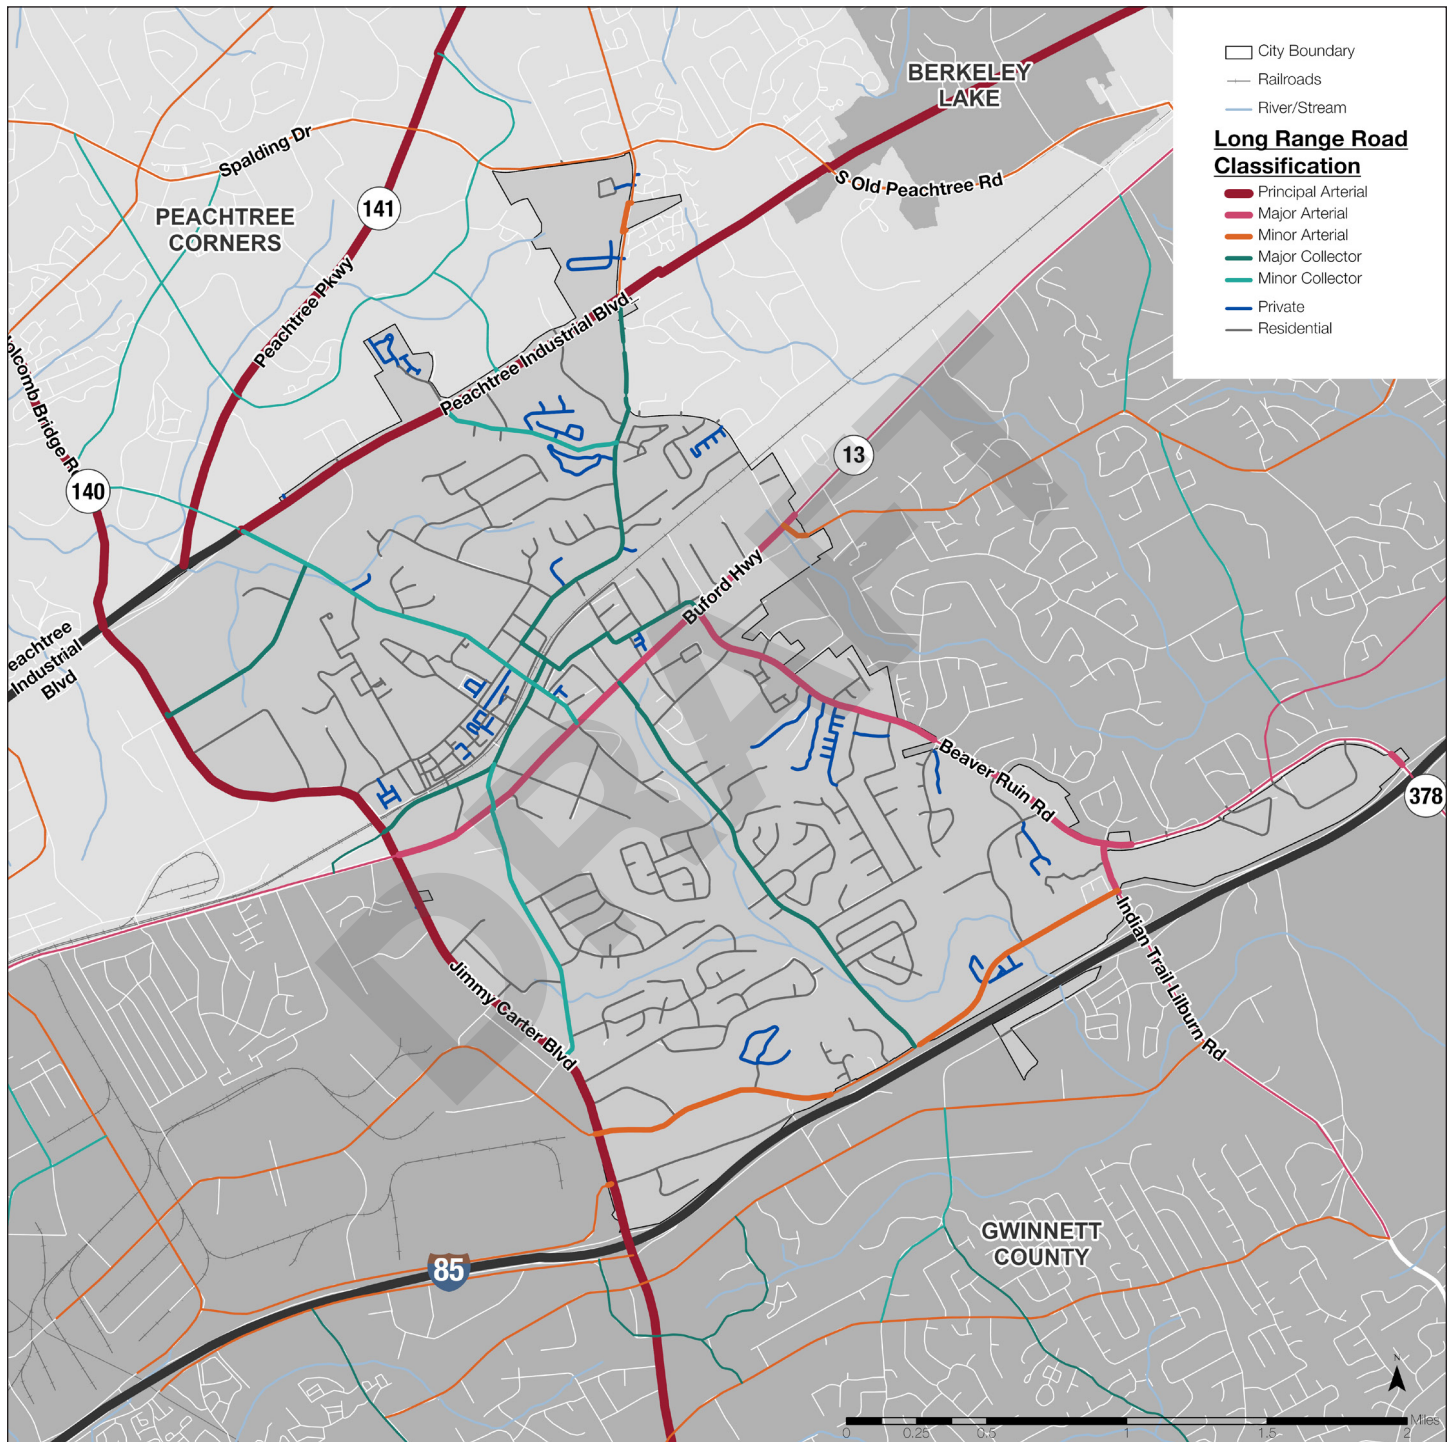 BERKELEY
LAKE
City Boundary
Railroads
River/Stream
Long Range Road
Classification
Principal Arterial
Major Arterial
Minor Arterial
Major Collector
Minor Collector
Private
Residential
Spalding Dr
S Old Peachtree Rd
141
PEACHTREE
CORNERS
Peachtree Pkwy
Peachtree Industrial Blvd
olcomb Bridge Rd
140
13
Buford Hwy
eachtree
Industrial
Blvd
Beaver Ruin Rd
378
Indian Trail Lilburn Rd
Jimmy Carter Blvd
DRAFT
GWINNETT
COUNTY
85
N
Miles
0 0.25 0.5 1 1.5 2